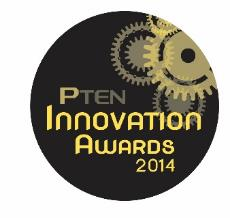 PTEN
INNOVATION
AWARDS
2014